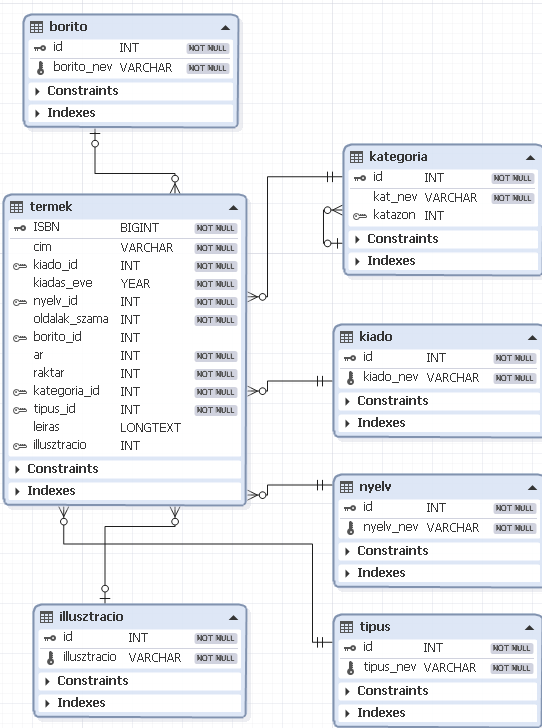 borito
id INT NOT NULL
borito_nev VARCHAR NOT NULL
Constraints
Indexes
termek
ISBN BIGINT NOT NULL
cim VARCHAR NOT NULL
kiado_id INT NOT NULL
kiadas_eve YEAR NOT NULL
nyelv_id INT NOT NULL
oldalak_szama INT NOT NULL
borito_id INT
ar INT NOT NULL
raktar INT NOT NULL
kategoria_id INT NOT NULL
tipus_id INT NOT NULL
leiras LONGTEXT
illusztracio INT
Constraints
Indexes
kategoria
id INT NOT NULL
kat_nev VARCHAR NOT NULL
katazon INT
Constraints
Indexes
kiado
id INT NOT NULL
kiado_nev VARCHAR NOT NULL
Constraints
Indexes
nyelv
id INT NOT NULL
nyelv_nev VARCHAR NOT NULL
Constraints
Indexes
illusztracio
id INT NOT NULL
illusztracio VARCHAR NOT NULL
Constraints
Indexes
tipus
id INT NOT NULL
tipus_nev VARCHAR NOT NULL
Constraints
Indexes